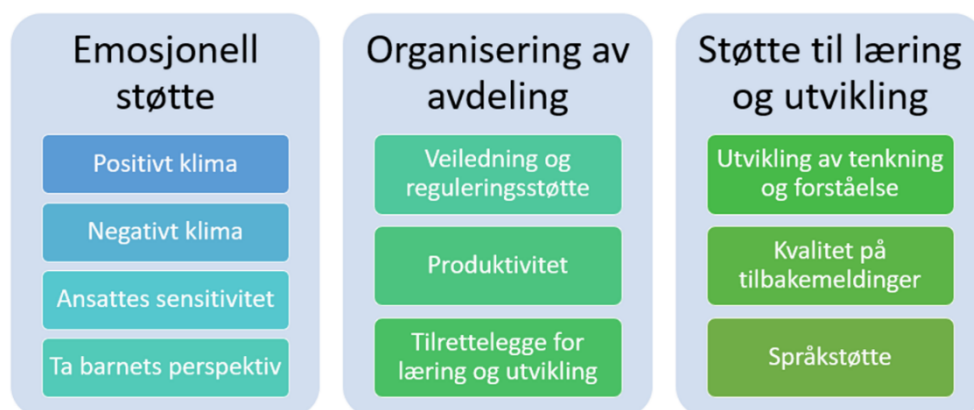 Emosjonell
støtte
Positivt klima
Negativt klima
Ansattes sensitivitet
Ta barnets perspektiv
Organisering av
avdeling
Veiledning og
reguleringsstøtte
Produktivitet
Tilrettelegge for
læring og utvikling
Støtte til læring
og utvikling
Utvikling av tenkning
og forståelse
Kvalitet på
tilbakemeldinger
Språkstøtte